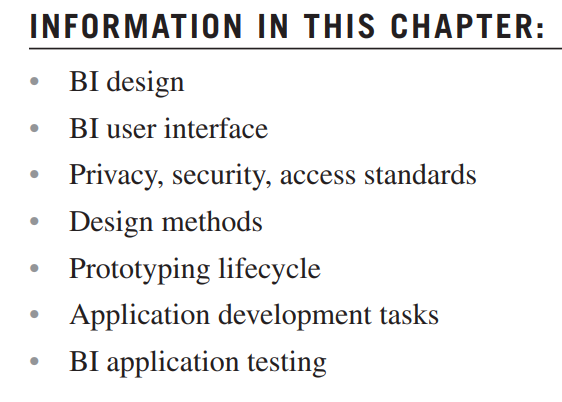 INFORMATION IN THIS CHAPTER:
• BI design
• BI user interface
• Privacy, security, access standards
• Design methods
• Prototyping lifecycle
• Application development tasks
• BI application testing